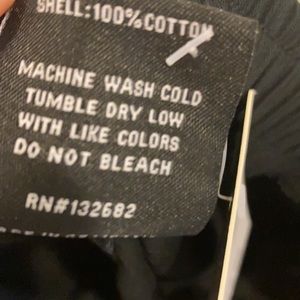 SHELL:100%COTTON
MACHINE WASH COLD
TUMBLE DRY LOW
WITH LIKE COLORS
DO NOT BLEACH
RN#132682